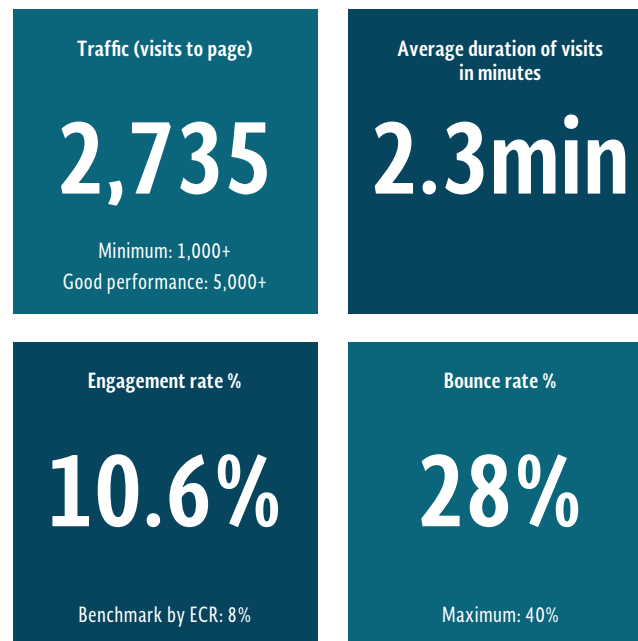 Traffic (visits to page)
2,735
Minimum: 1,000+
Good performance: 5,000+
Average duration of visits
in minutes
2.3min
Engagement rate %
10.6%
Benchmark by ECR: 8%
Bounce rate %
28%
Maximum: 40%